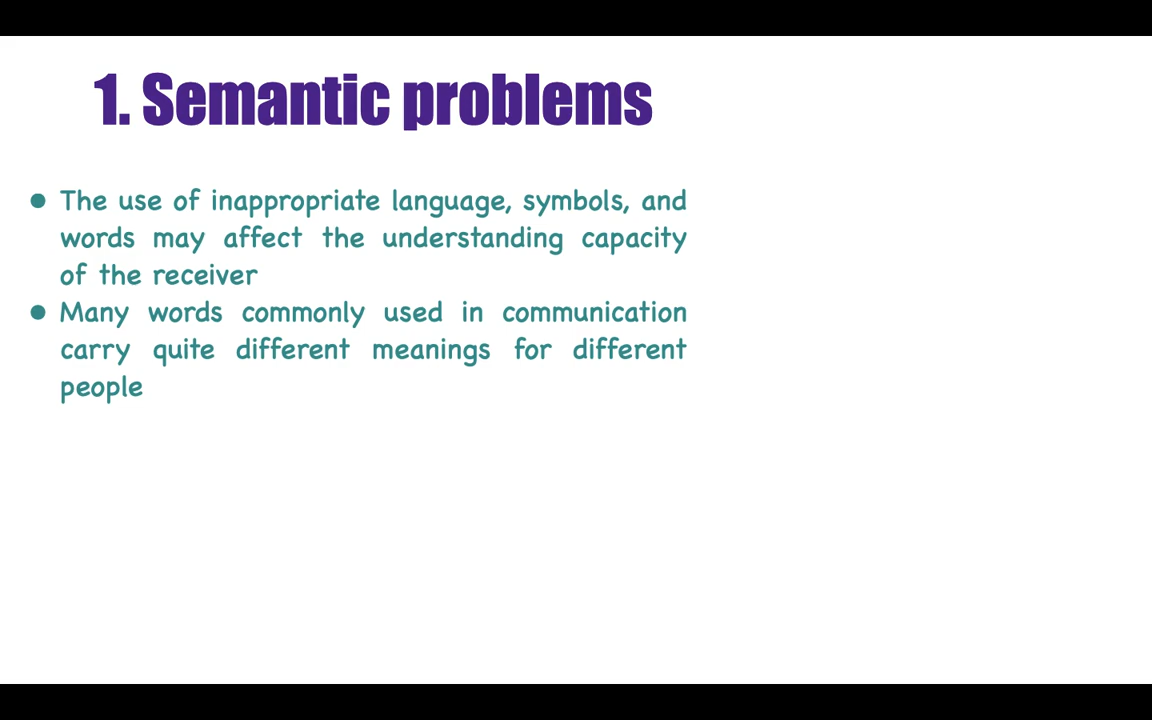 1. Semantic problems
● The use of inappropriate language, symbols, and
words may affect the understanding capacity
of the receiver
● Many words commonly used in communication
carry quite different meanings for different
people